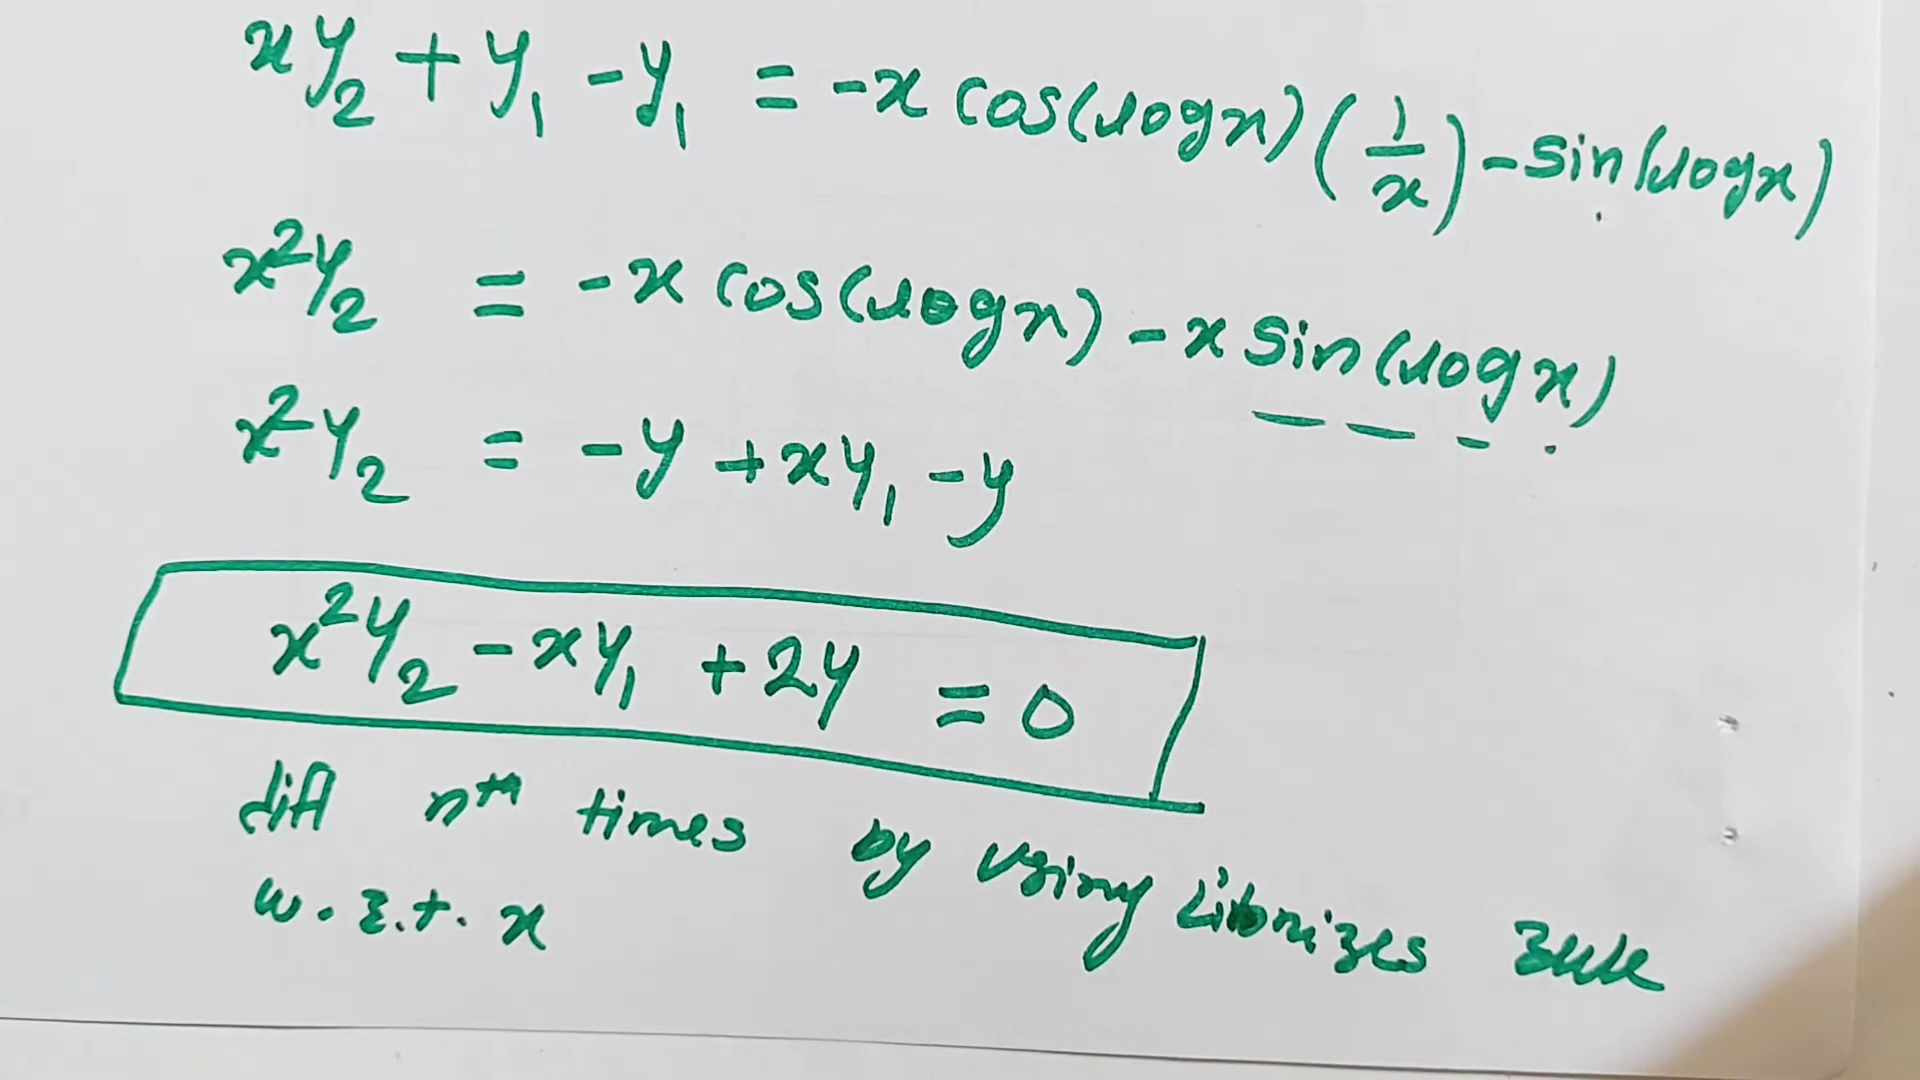 xy₂ + y₁ - y₁ = -x cos(logx)(1/x) - sin(logx)
x²y₂ = -x cos(logx) - x sin(logx)
x²y₂ = -y + xy₁ - y
x²y₂ - xy₁ + 2y = 0
diff nth times by using Libnizes rule
w.r.t. x